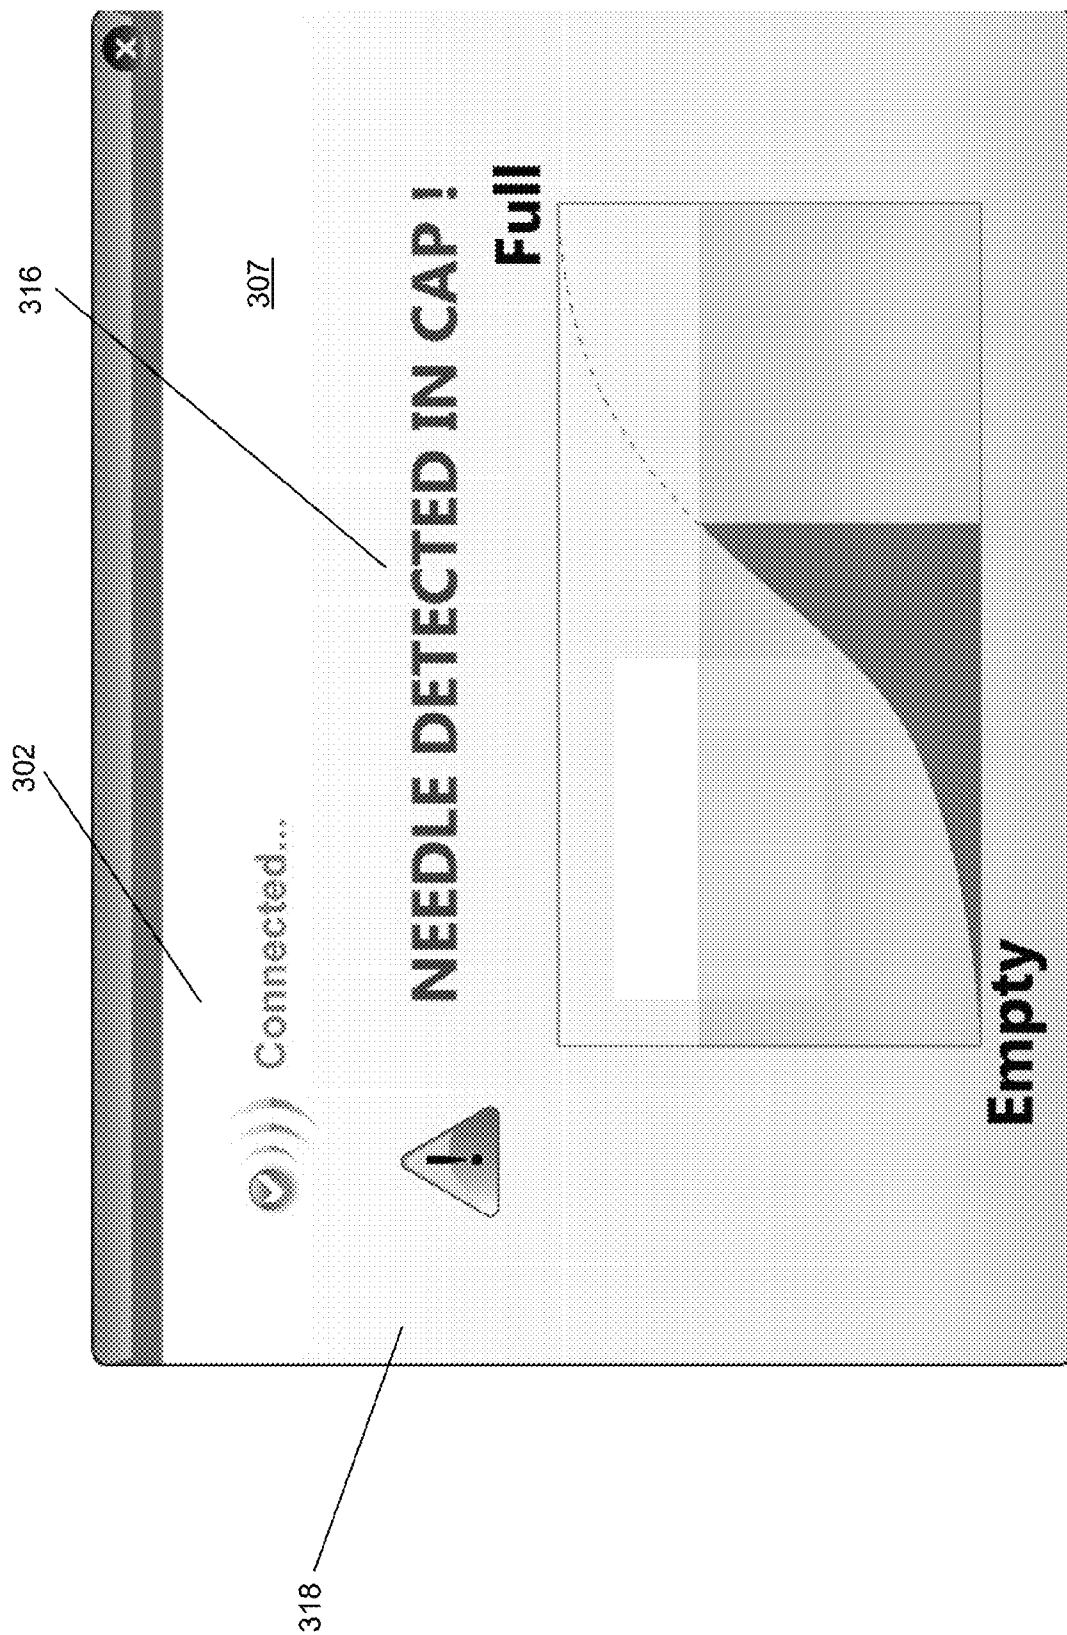 302
316
307
318
Connected...
NEEDLE DETECTED IN CAP !
Full
Empty